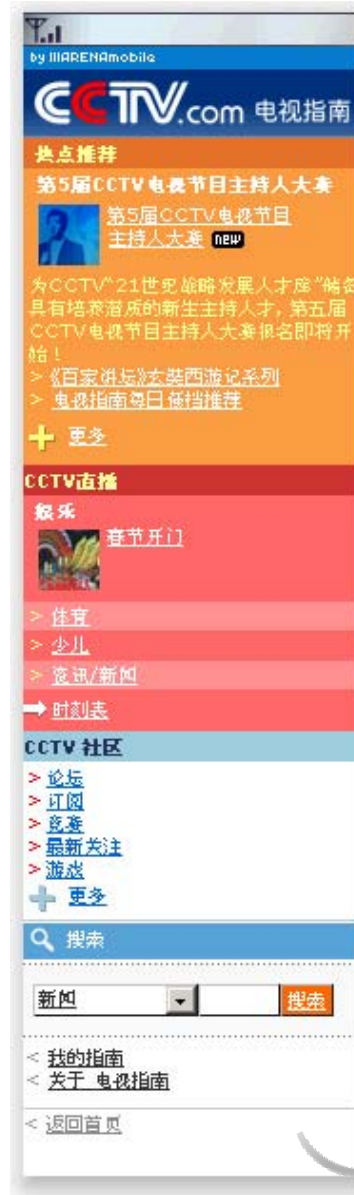 by IIIARENAmobile
CCTV.com 电视指南
热点推荐
第5届CCTV电视节目主持人大赛
第5届CCTV电视节目
主持人大赛 new
为CCTV“21世纪战略发展人才库”储备
具有培养潜质的新生主持人才，第五届
CCTV电视节目主持人大赛报名即将开
始！
> 《百家讲坛》玄奘西游记系列
> 电视指南每日强档推荐
更多
CCTV直播
娱乐
春节开门
> 体育
> 少儿
> 资讯/新闻
时刻表
CCTV 社区
> 论坛
> 订阅
> 竞赛
> 最新关注
> 游戏
更多
搜索
新闻 搜索
< 我的指南
< 关于 电视指南
< 返回首页